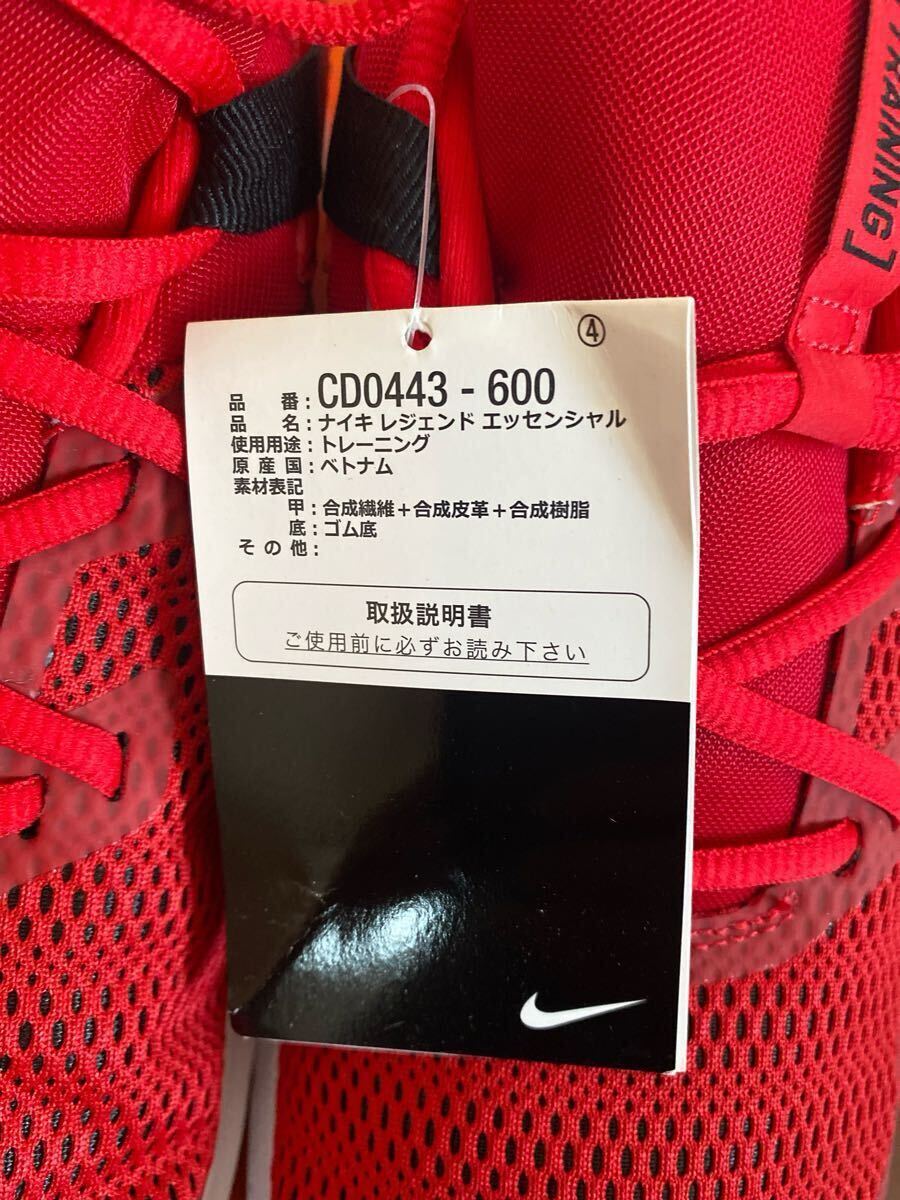 TRAINING]
④
品 番：CD0443 - 600
品 名：ナイキ レジェンド エッセンシャル
使用用途：トレーニング
原 産 国：ベトナム
素材表記
甲：合成繊維＋合成皮革＋合成樹脂
底：ゴム底
そ の 他：
取扱説明書
ご使用前に必ずお読み下さい